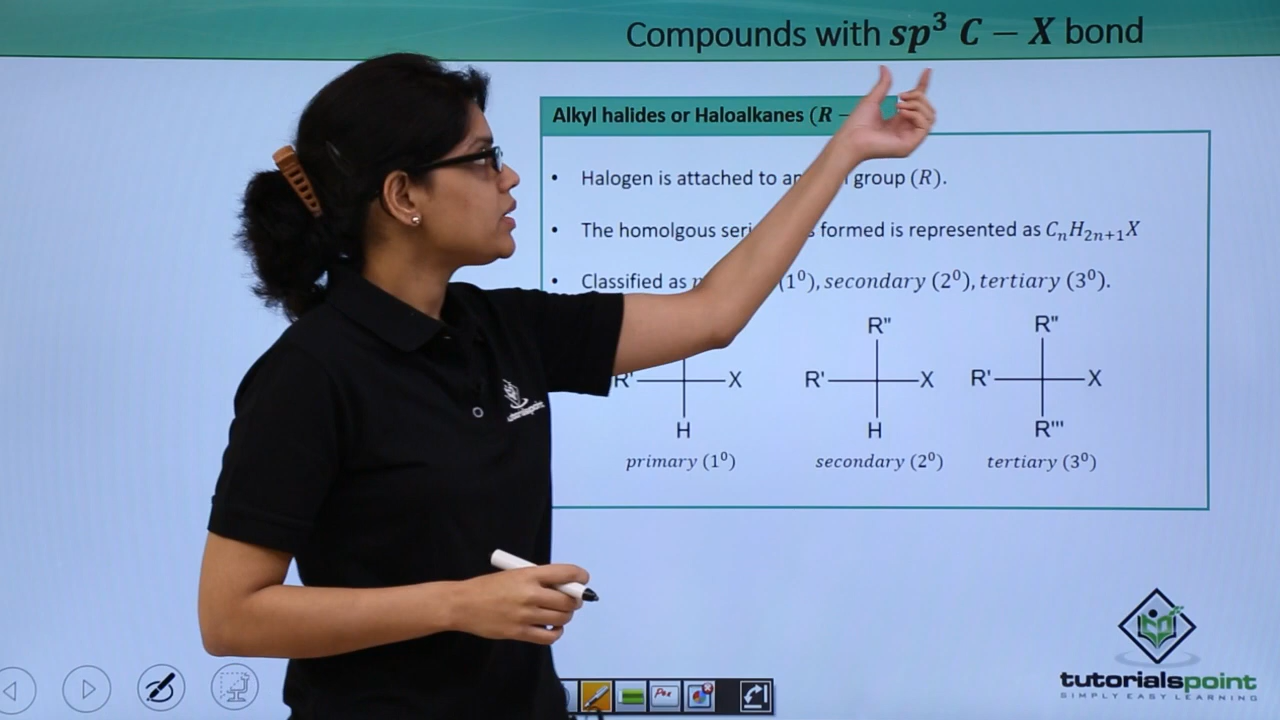 Compounds with sp³ C – X bond
Alkyl halides or Haloalkanes (R –
• Halogen is attached to group (R).
• The homolgous formed is represented as CₙH₂ₙ₊₁X
• Classified as (1⁰), secondary (2⁰), tertiary (3⁰).
R" R"
R' X R' X R' X
H H R'''
primary (1⁰) secondary (2⁰) tertiary (3⁰)
tutorialspoint
tutorialspoint
SIMPLY EASY LEARNING